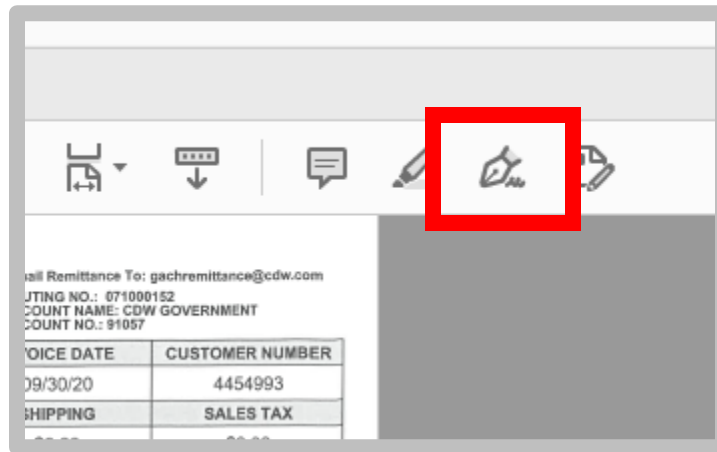 ail Remittance To: gachremittance@cdw.com
UTING NO.: 071000152
COUNT NAME: CDW GOVERNMENT
COUNT NO.: 91057
OICE DATE CUSTOMER NUMBER
09/30/20 4454993
SHIPPING SALES TAX